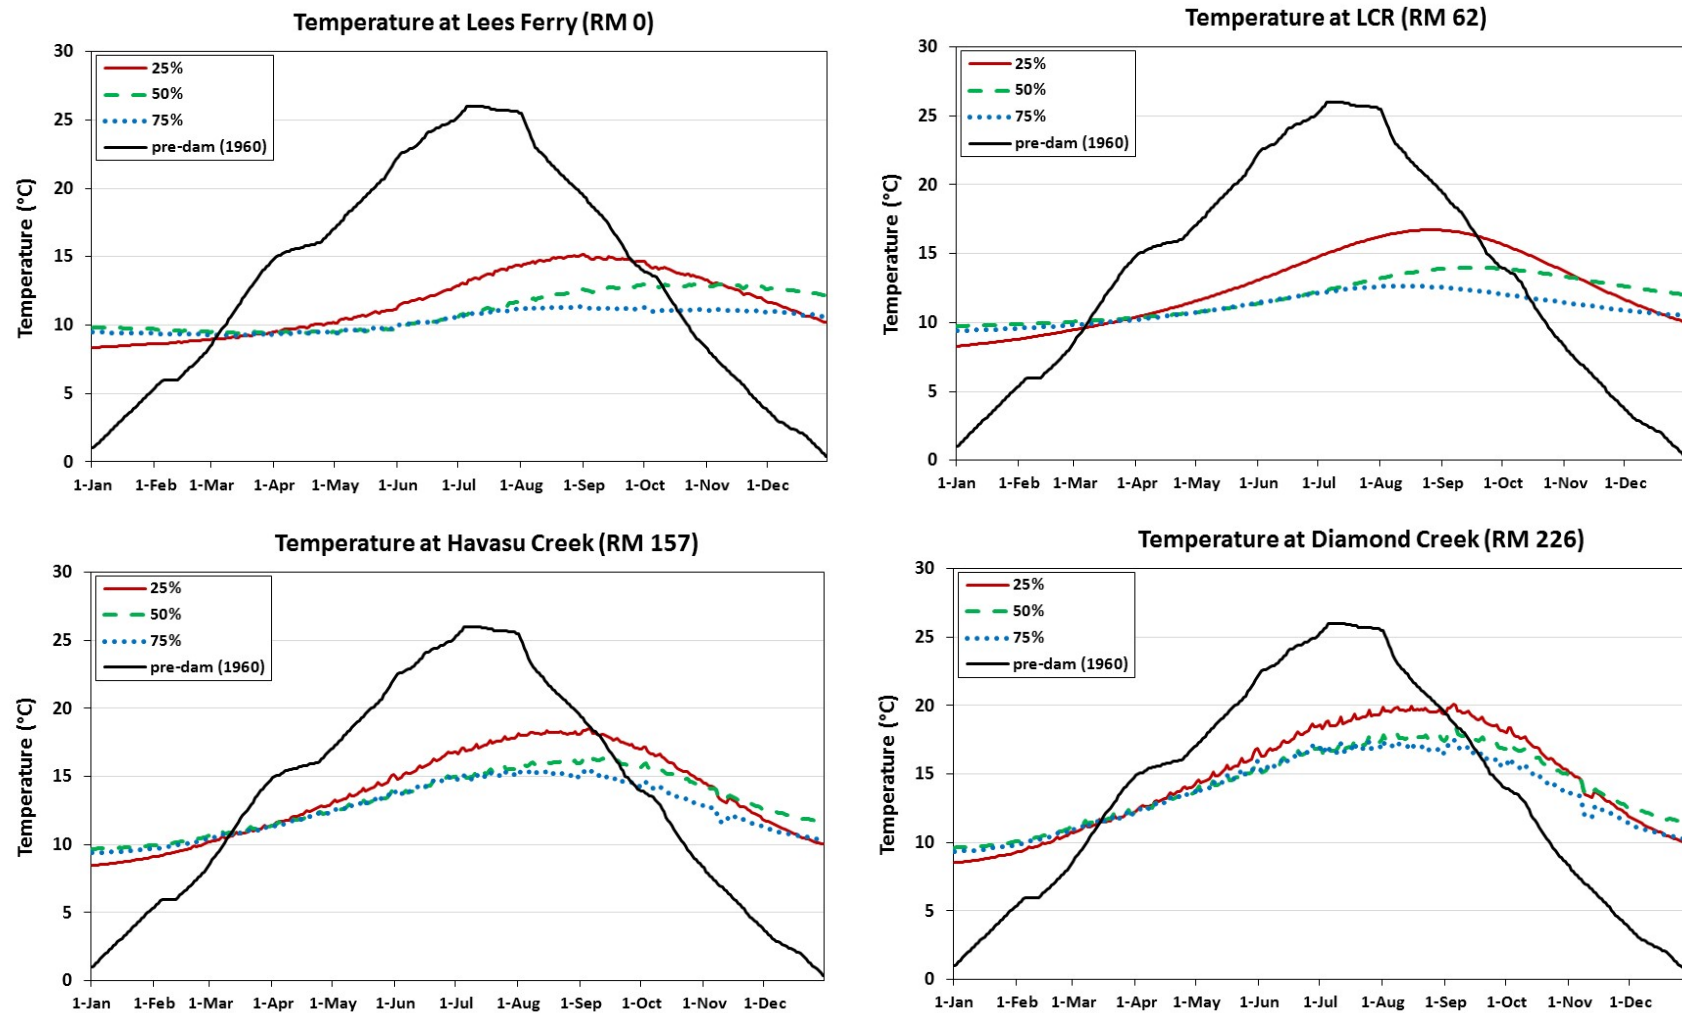 Temperature at Lees Ferry (RM 0)
30
25
20
15
10
5
0
Temperature (°C)
25%
50%
75%
pre-dam (1960)
1-Jan 1-Feb 1-Mar 1-Apr 1-May 1-Jun 1-Jul 1-Aug 1-Sep 1-Oct 1-Nov 1-Dec
Temperature at LCR (RM 62)
30
25
20
15
10
5
0
Temperature (°C)
25%
50%
75%
pre-dam (1960)
1-Jan 1-Feb 1-Mar 1-Apr 1-May 1-Jun 1-Jul 1-Aug 1-Sep 1-Oct 1-Nov 1-Dec
Temperature at Havasu Creek (RM 157)
30
25
20
15
10
5
0
Temperature (°C)
25%
50%
75%
pre-dam (1960)
1-Jan 1-Feb 1-Mar 1-Apr 1-May 1-Jun 1-Jul 1-Aug 1-Sep 1-Oct 1-Nov 1-Dec
Temperature at Diamond Creek (RM 226)
30
25
20
15
10
5
0
Temperature (°C)
25%
50%
75%
pre-dam (1960)
1-Jan 1-Feb 1-Mar 1-Apr 1-May 1-Jun 1-Jul 1-Aug 1-Sep 1-Oct 1-Nov 1-Dec